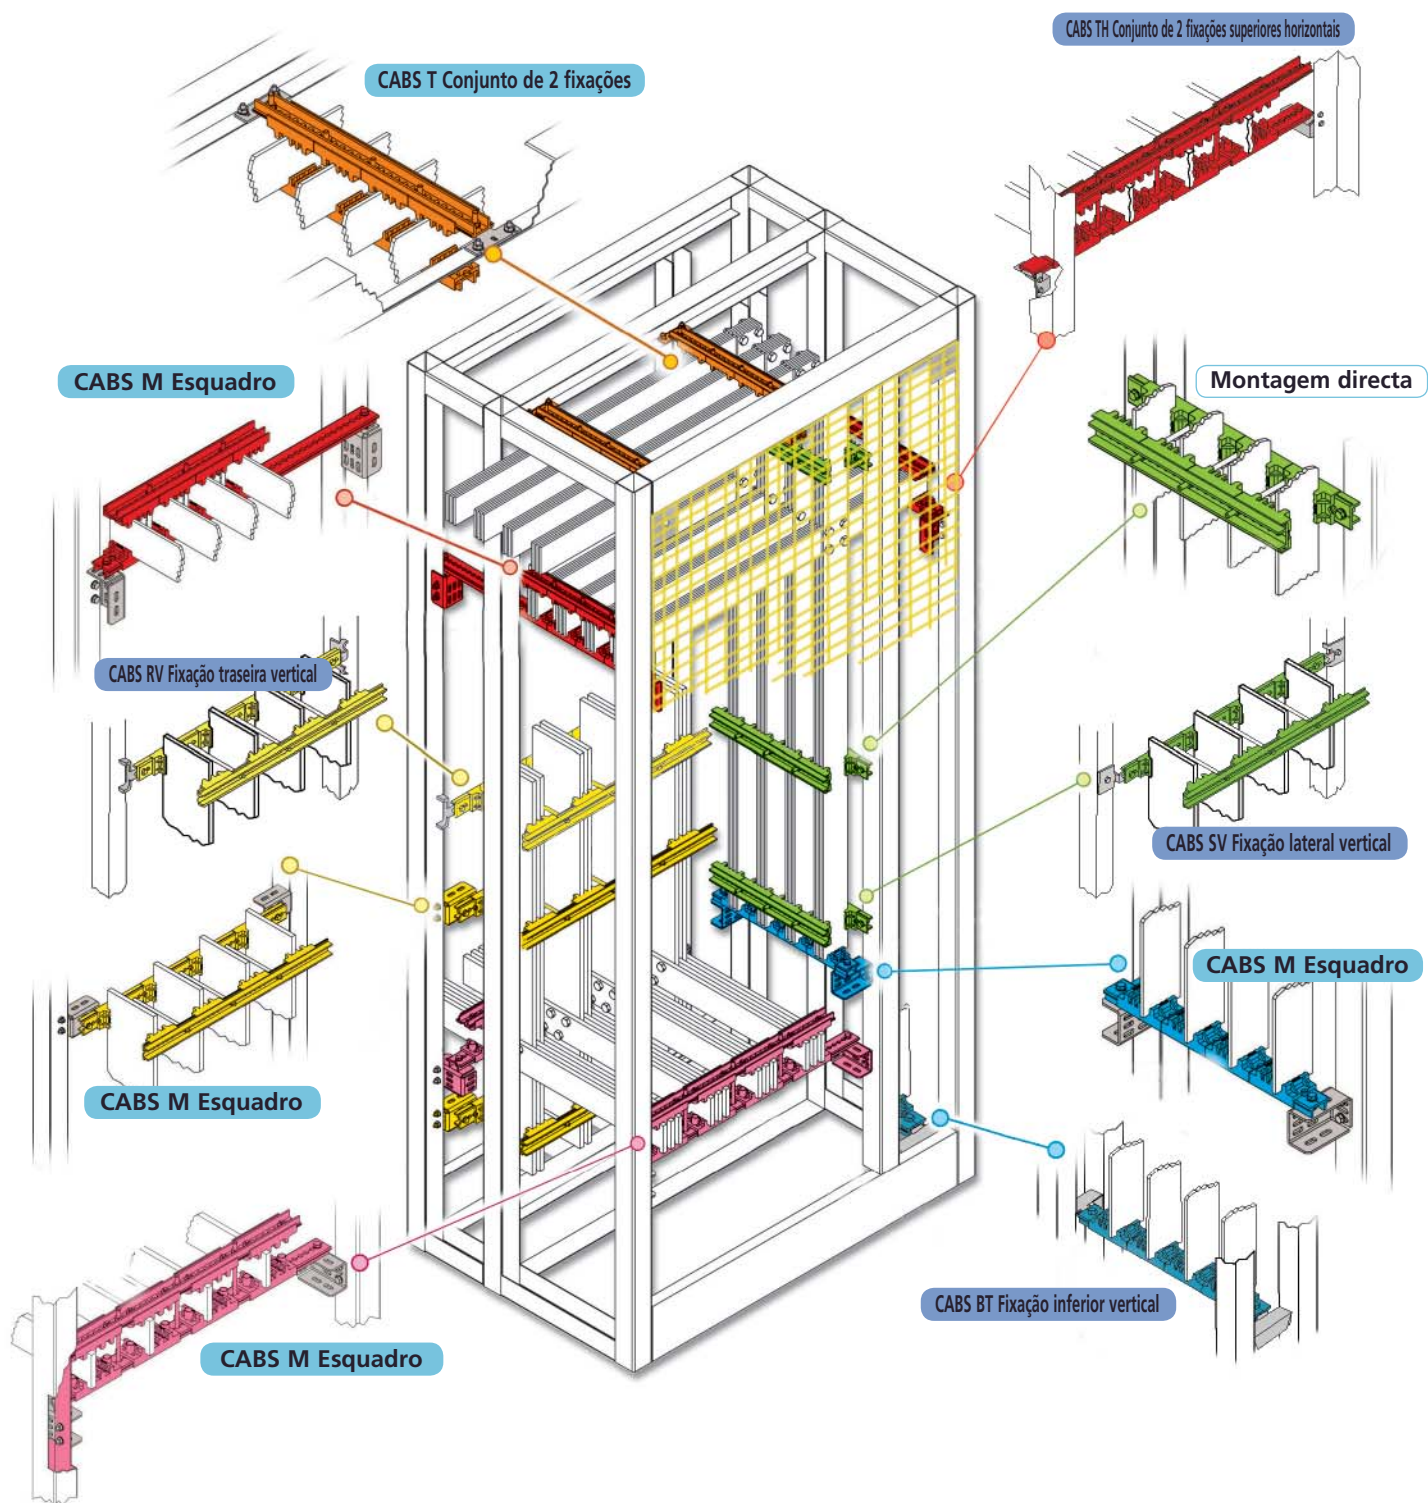 CABS TH Conjunto de 2 fixações superiores horizontais
CABS T Conjunto de 2 fixações
CABS M Esquadro
Montagem directa
CABS RV Fixação traseira vertical
CABS SV Fixação lateral vertical
CABS M Esquadro
CABS M Esquadro
CABS BT Fixação inferior vertical
CABS M Esquadro